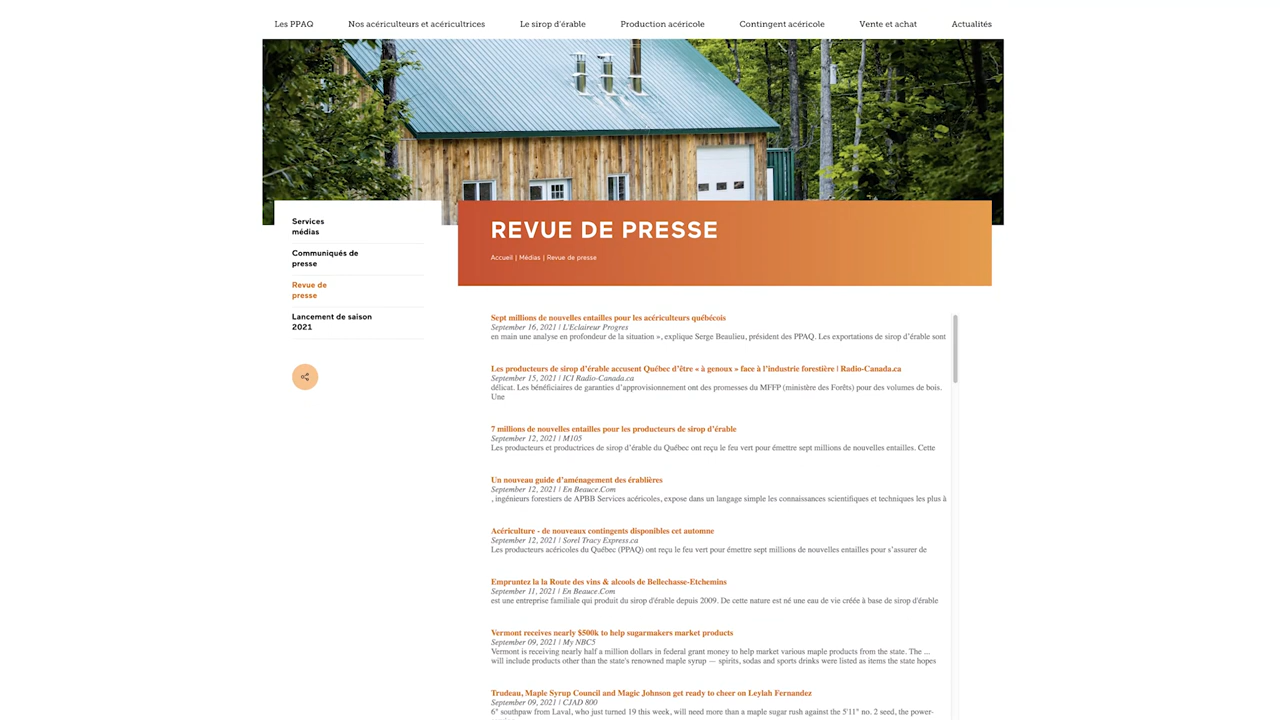 Les PPAQ Nos acériculteurs et acéricultrices Le sirop d'érable Production acéricole Contingent acéricole Vente et achat Actualités
Services
médias
Communiqués de
presse
Revue de
presse
Lancement de saison
2021
REVUE DE PRESSE
Accueil | Médias | Revue de presse
Sept millions de nouvelles entailles pour les acériculteurs québécois
September 16, 2021 | L'Eclaireur Progres
en main une analyse en profondeur de la situation », explique Serge Beaulieu, président des PPAQ. Les exportations de sirop d'érable sont
Les producteurs de sirop d'érable accusent Québec d'être « à genoux » face à l'industrie forestière | Radio-Canada.ca
September 15, 2021 | ICI Radio-Canada.ca
délicat. Les bénéficiaires de garanties d'approvisionnement ont des promesses du MFFP (ministère des Forêts) pour des volumes de bois.
Une
7 millions de nouvelles entailles pour les producteurs de sirop d'érable
September 12, 2021 | M105
Les producteurs et productrices de sirop d'érable du Québec ont reçu le feu vert pour émettre sept millions de nouvelles entailles. Cette
Un nouveau guide d'aménagement des érablières
September 12, 2021 | En Beauce.Com
, ingénieurs forestiers de APBB Services acéricoles, expose dans un langage simple les connaissances scientifiques et techniques les plus à
Acériculture - de nouveaux contingents disponibles cet automne
September 12, 2021 | Sorel Tracy Express.ca
Les producteurs acéricoles du Québec (PPAQ) ont reçu le feu vert pour émettre sept millions de nouvelles entailles pour s'assurer de
Empruntez la la Route des vins & alcools de Bellechasse-Etchemins
September 11, 2021 | En Beauce.Com
est une entreprise familiale qui produit du sirop d'érable depuis 2009. De cette nature est né une eau de vie créée à base de sirop d'érable
Vermont receives nearly $500k to help sugarmakers market products
September 09, 2021 | My NBC5
Vermont is receiving nearly half a million dollars in federal grant money to help market various maple products from the state. The ...
will include products other than the state's renowned maple syrup — spirits, sodas and sports drinks were listed as items the state hopes
Trudeau, Maple Syrup Council and Magic Johnson get ready to cheer on Leylah Fernandez
September 09, 2021 | CJAD 800
6" southpaw from Laval, who just turned 19 this week, will need more than a maple sugar rush against the 5'11" no. 2 seed, the power-